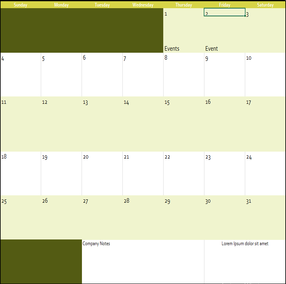 Sunday Monday Tuesday Wednesday Thursday Friday Saturday
1 2 3
Events Event
4 5 6 7 8 9 10
11 12 13 14 15 16 17
18 19 20 21 22 23 24
25 26 27 28 29 30 31
Company Notes Lorem Ipsum dolor sit amet